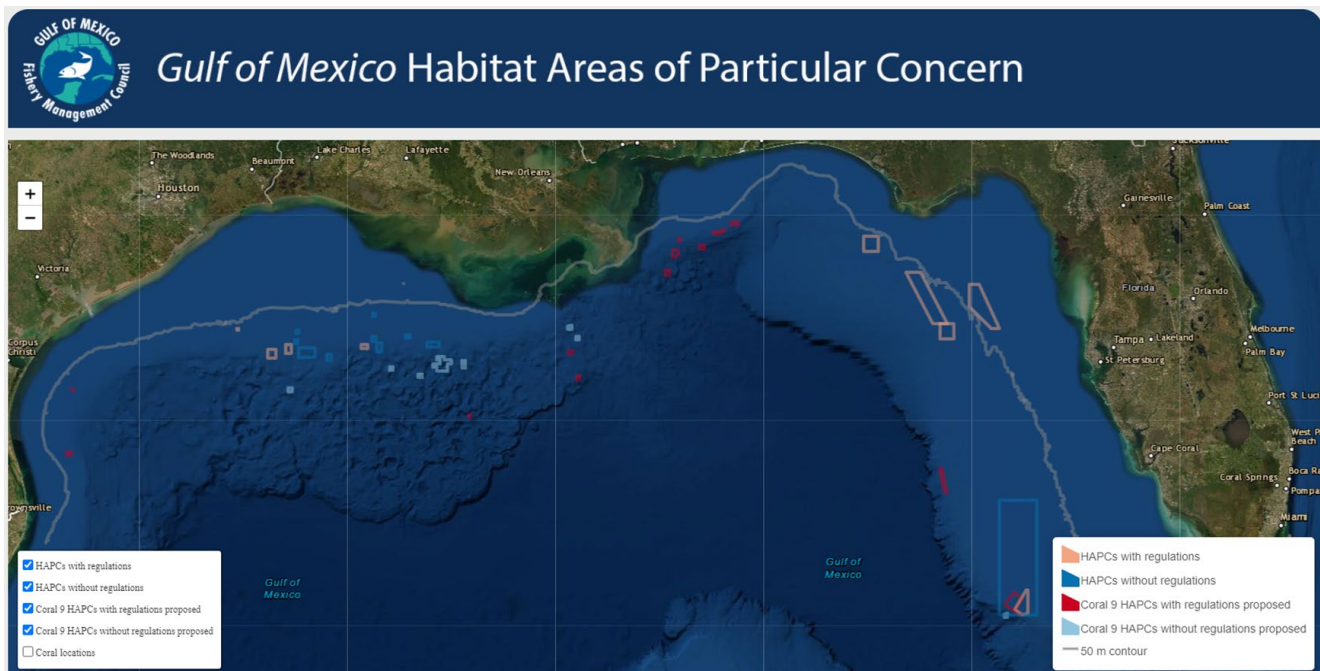 GULF OF MEXICO
Fishery Management Council
Gulf of Mexico Habitat Areas of Particular Concern
+
−
The Woodlands
Beaumont
Lake Charles
Lafayette
New Orleans
Houston
Victoria
Corpus
Christi
rownsville
Jacksonville
Gainesville
Palm Coast
Florida
Orlando
Melbourne
Palm Bay
Tampa
Lakeland
St Petersburg
Port St Luci
Cape Coral
West P
Beach
Boca Ra
Coral Springs
Pompa
Miami
Gulf of
Mexico
Gulf of
Mexico
HAPCs with regulations
HAPCs without regulations
Coral 9 HAPCs with regulations proposed
Coral 9 HAPCs without regulations proposed
Coral locations
HAPCs with regulations
HAPCs without regulations
Coral 9 HAPCs with regulations proposed
Coral 9 HAPCs without regulations proposed
50 m contour